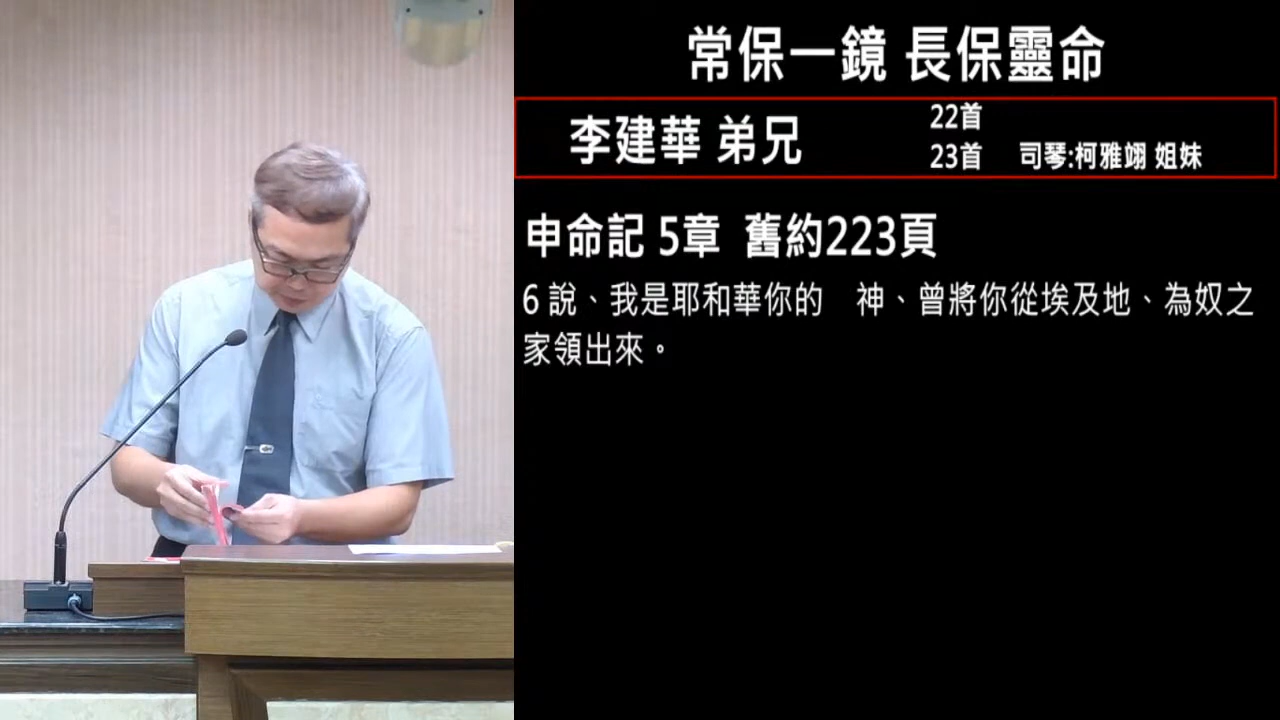 常保一鏡 長保靈命
李建華 弟兄
22首
23首 司琴:柯雅翊 姐妹
申命記 5章 舊約223頁
6 說、我是耶和華你的　神、曾將你從埃及地、為奴之
家領出來。